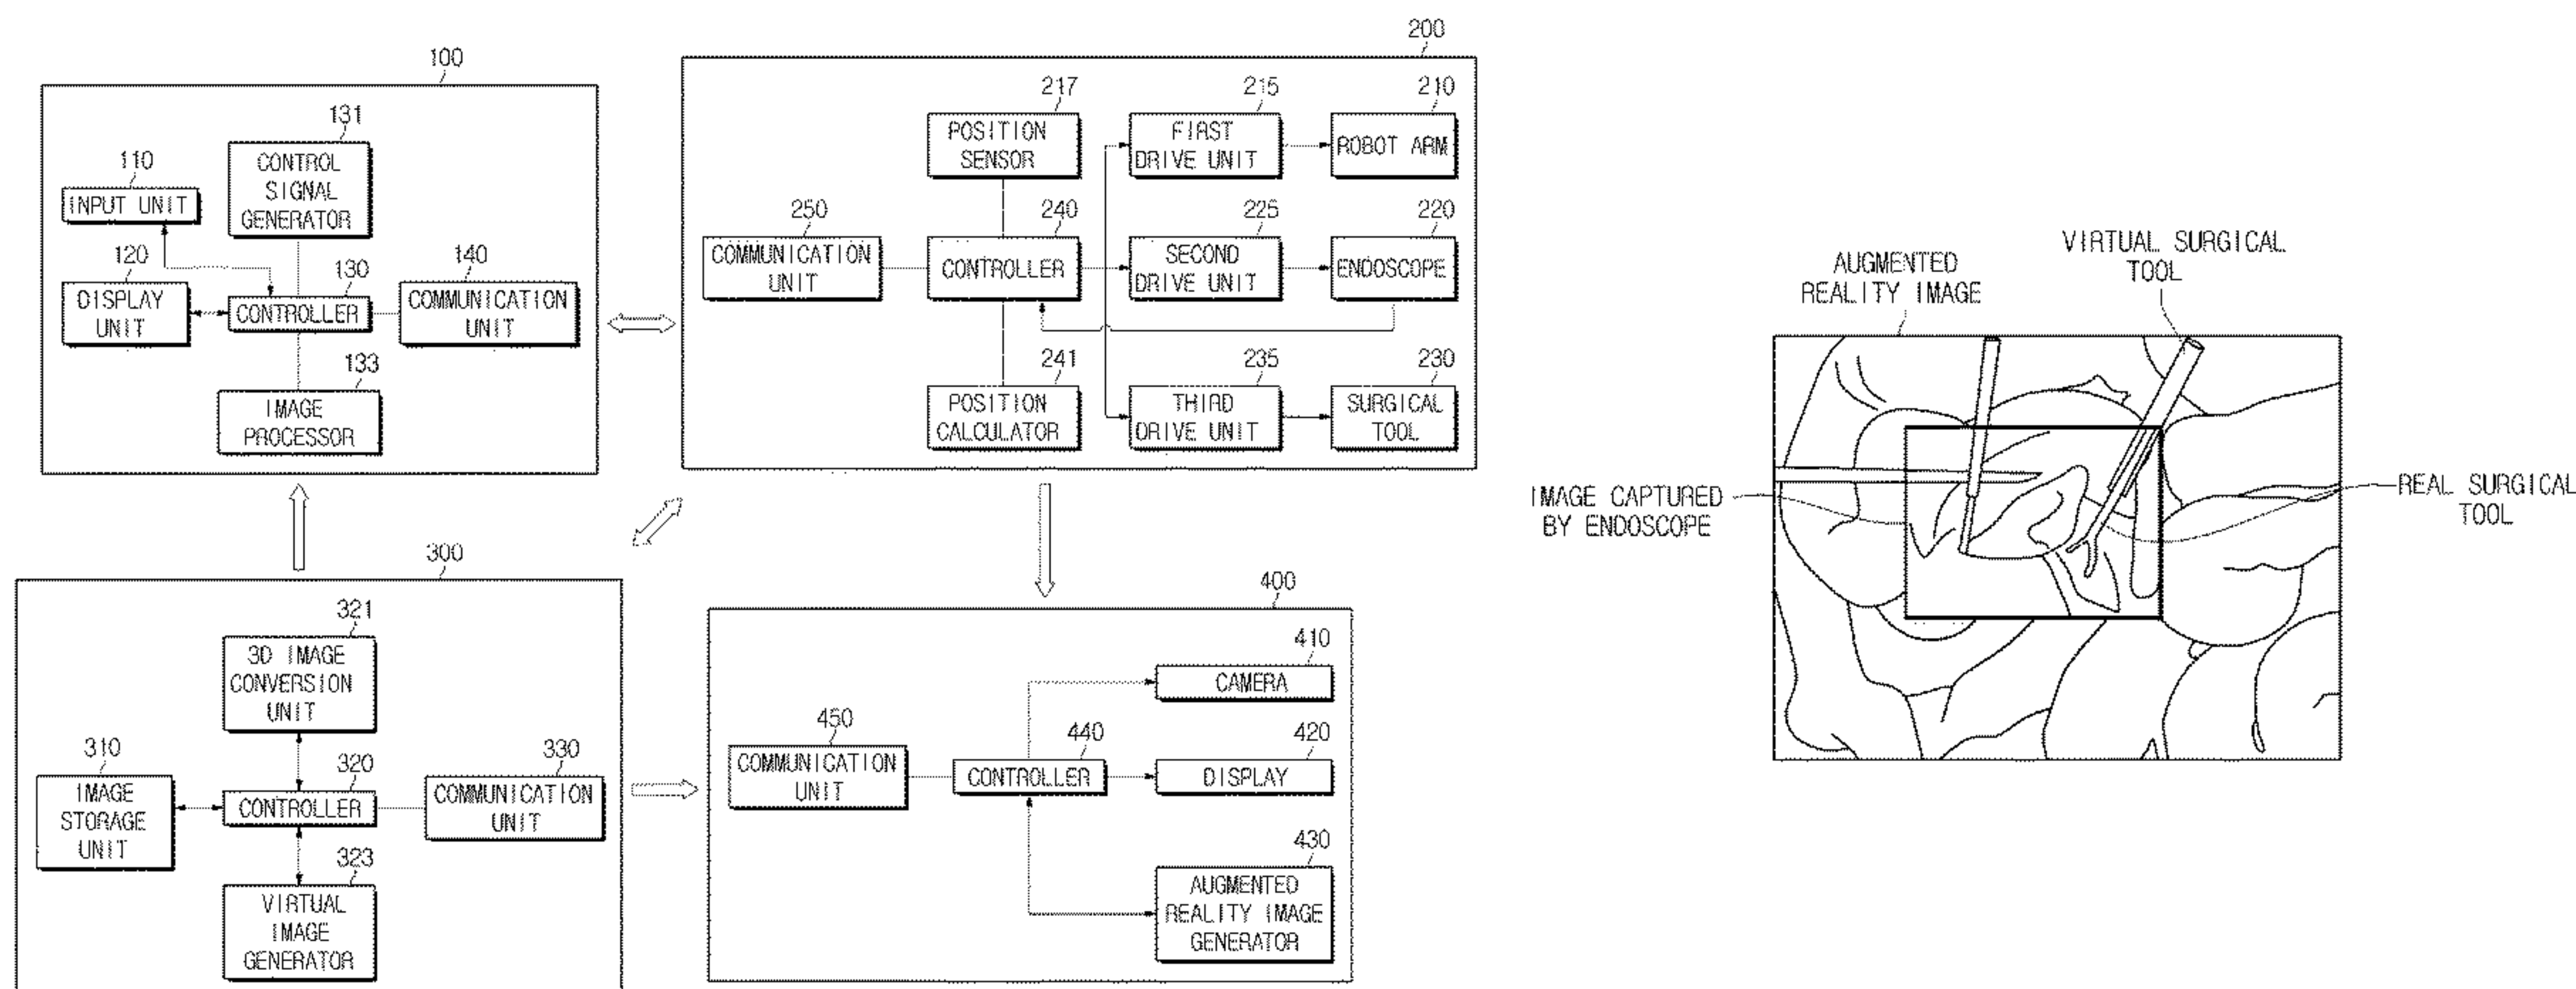 100
131
CONTROL
SIGNAL
GENERATOR
110
INPUT UNIT
120
DISPLAY
UNIT
130
CONTROLLER
140
COMMUNICATION
UNIT
133
IMAGE
PROCESSOR
200
217
POSITION
SENSOR
215
FIRST
DRIVE UNIT
210
ROBOT ARM
250
COMMUNICATION
UNIT
240
CONTROLLER
225
SECOND
DRIVE UNIT
220
ENDOSCOPE
241
POSITION
CALCULATOR
235
THIRD
DRIVE UNIT
230
SURGICAL
TOOL
300
321
3D IMAGE
CONVERSION
UNIT
310
IMAGE
STORAGE
UNIT
320
CONTROLLER
330
COMMUNICATION
UNIT
323
VIRTUAL
IMAGE
GENERATOR
400
410
CAMERA
450
COMMUNICATION
UNIT
440
CONTROLLER
420
DISPLAY
430
AUGMENTED
REALITY IMAGE
GENERATOR
AUGMENTED
REALITY IMAGE
VIRTUAL SURGICAL
TOOL
IMAGE CAPTURED
BY ENDOSCOPE
REAL SURGICAL
TOOL